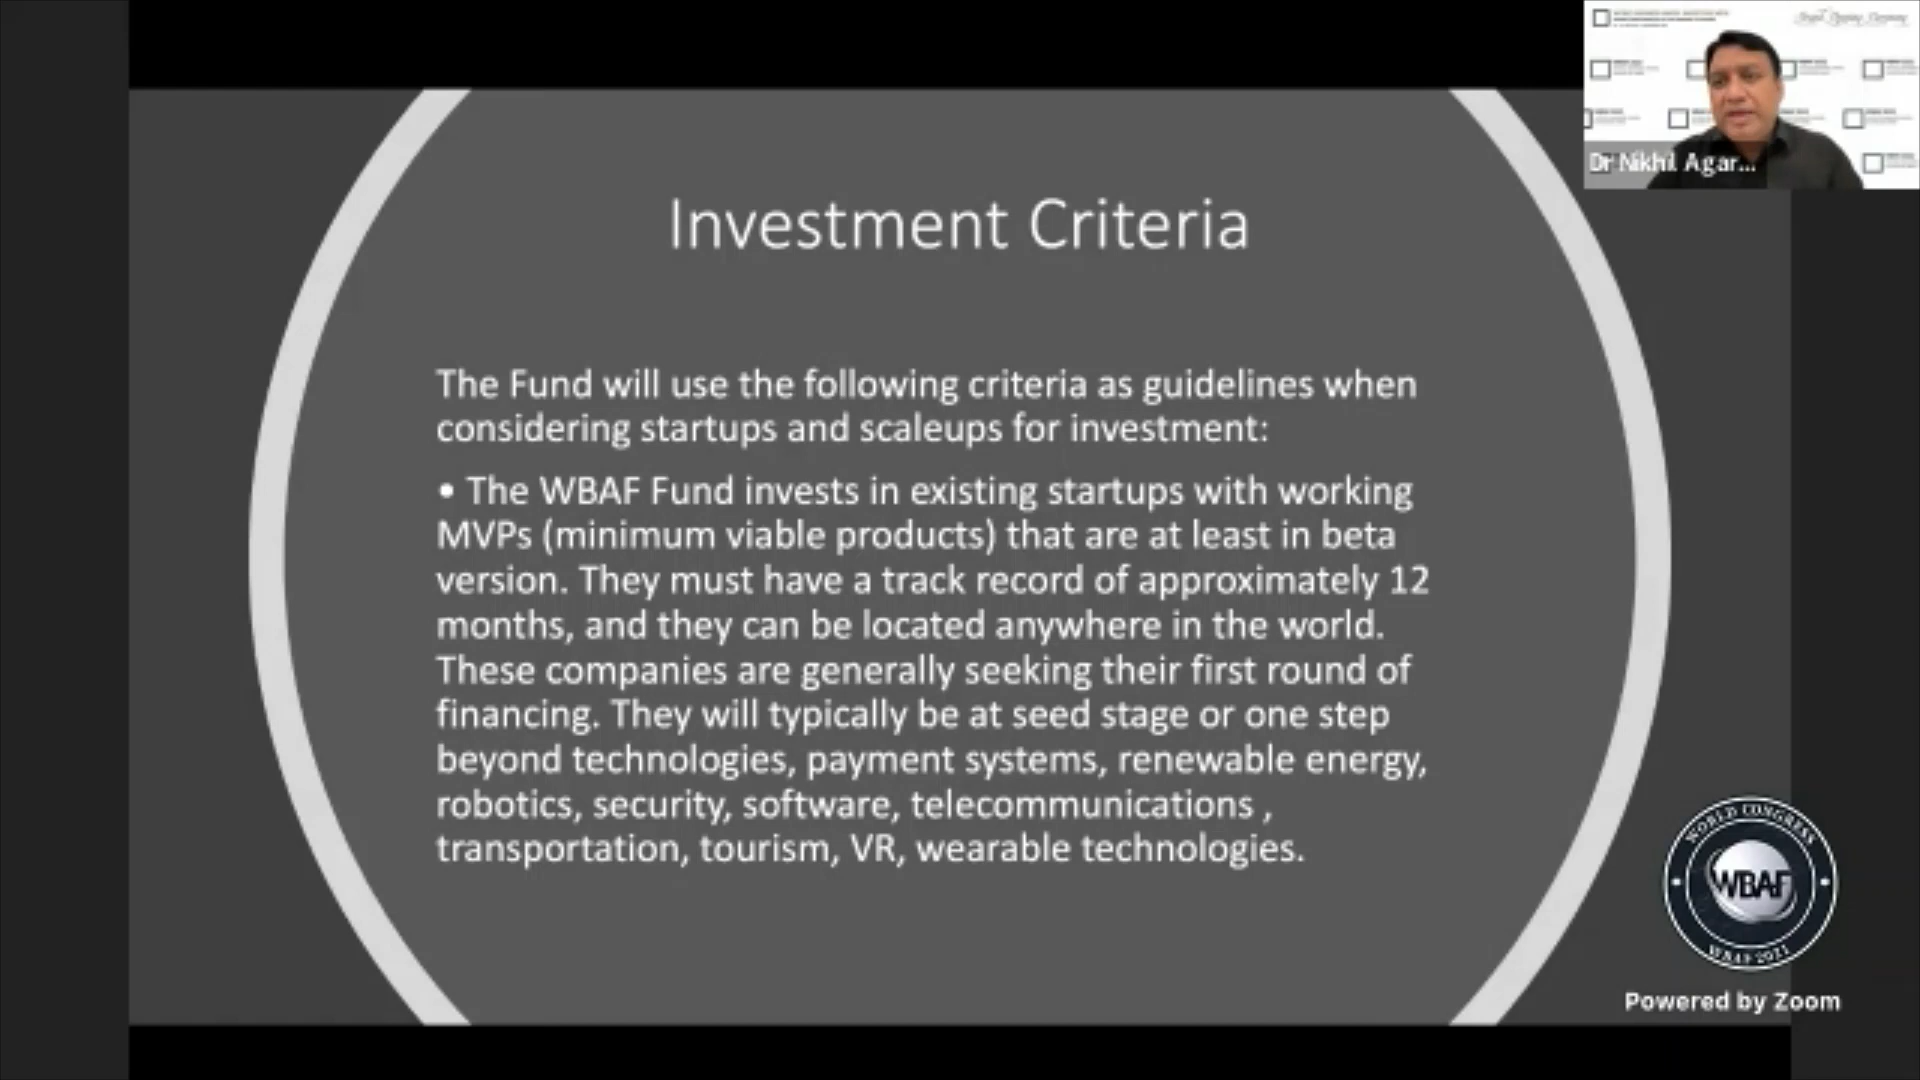 Investment Criteria
The Fund will use the following criteria as guidelines when
considering startups and scaleups for investment:
• The WBAF Fund invests in existing startups with working
MVPs (minimum viable products) that are at least in beta
version. They must have a track record of approximately 12
months, and they can be located anywhere in the world.
These companies are generally seeking their first round of
financing. They will typically be at seed stage or one step
beyond technologies, payment systems, renewable energy,
robotics, security, software, telecommunications ,
transportation, tourism, VR, wearable technologies.
Dr Nikhil Agar...
WORLD CONGRESS
WBAF
WBAF 2021
Powered by Zoom